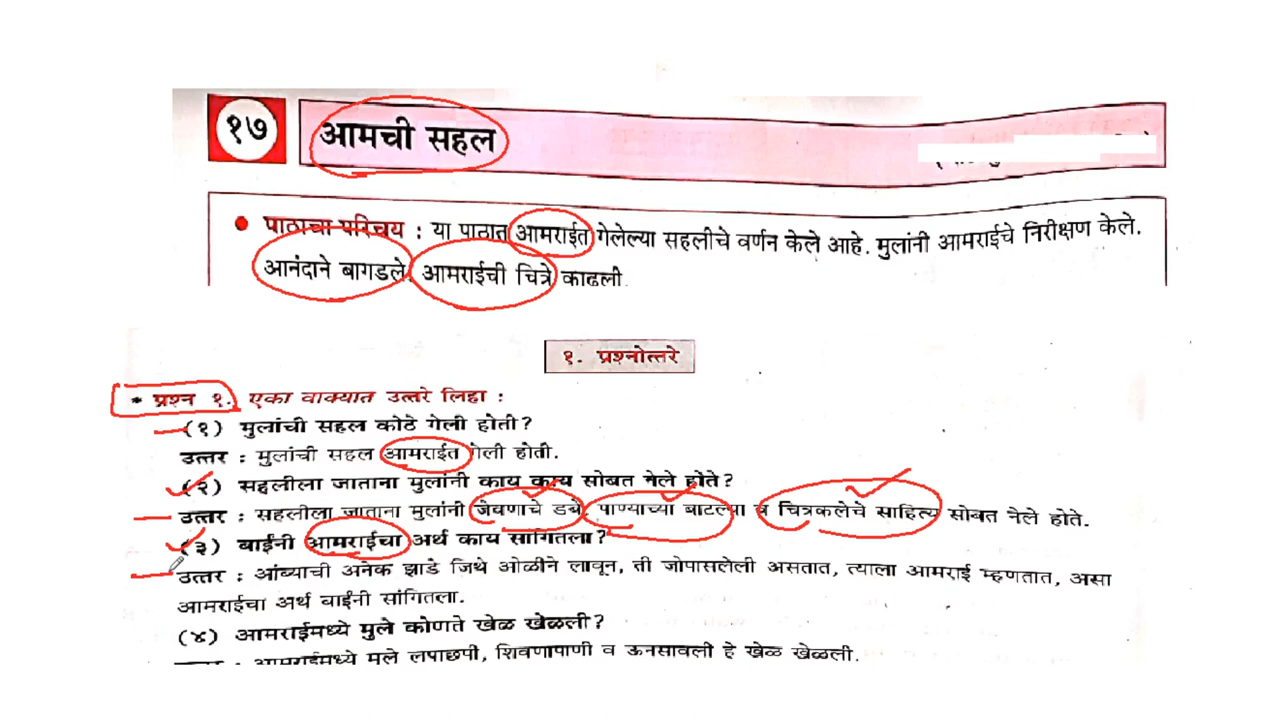 १७
आमची सहल
● पाठाचा परिचय : या पाठात आमराईत गेलेल्या सहलीचे वर्णन केले आहे. मुलांनी आमराईचे निरीक्षण केले.
आनंदाने बागडले. आमराईची चित्रे काढली.
१. प्रश्नोत्तरे
* प्रश्न १. एका वाक्यात उत्तरे लिहा :
(१) मुलांची सहल कोठे गेली होती?
उत्तर : मुलांची सहल आमराईत गेली होती.
(२) सहलीला जाताना मुलांनी काय काय सोबत नेले होते?
उत्तर : सहलीला जाताना मुलांनी जेवणाचे डबे, पाण्याच्या बाटल्या व चित्रकलेचे साहित्य सोबत नेले होते.
(३) बाईंनी आमराईचा अर्थ काय सांगितला?
उत्तर : आंब्याची अनेक झाडे जिथे ओळीने लावून, ती जोपासलेली असतात, त्याला आमराई म्हणतात, असा
आमराईचा अर्थ बाईंनी सांगितला.
(४) आमराईमध्ये मुले कोणते खेळ खेळली?
उत्तर : आमराईमध्ये मुले लपाछपी, शिवणापाणी व ऊनसावली हे खेळ खेळली.